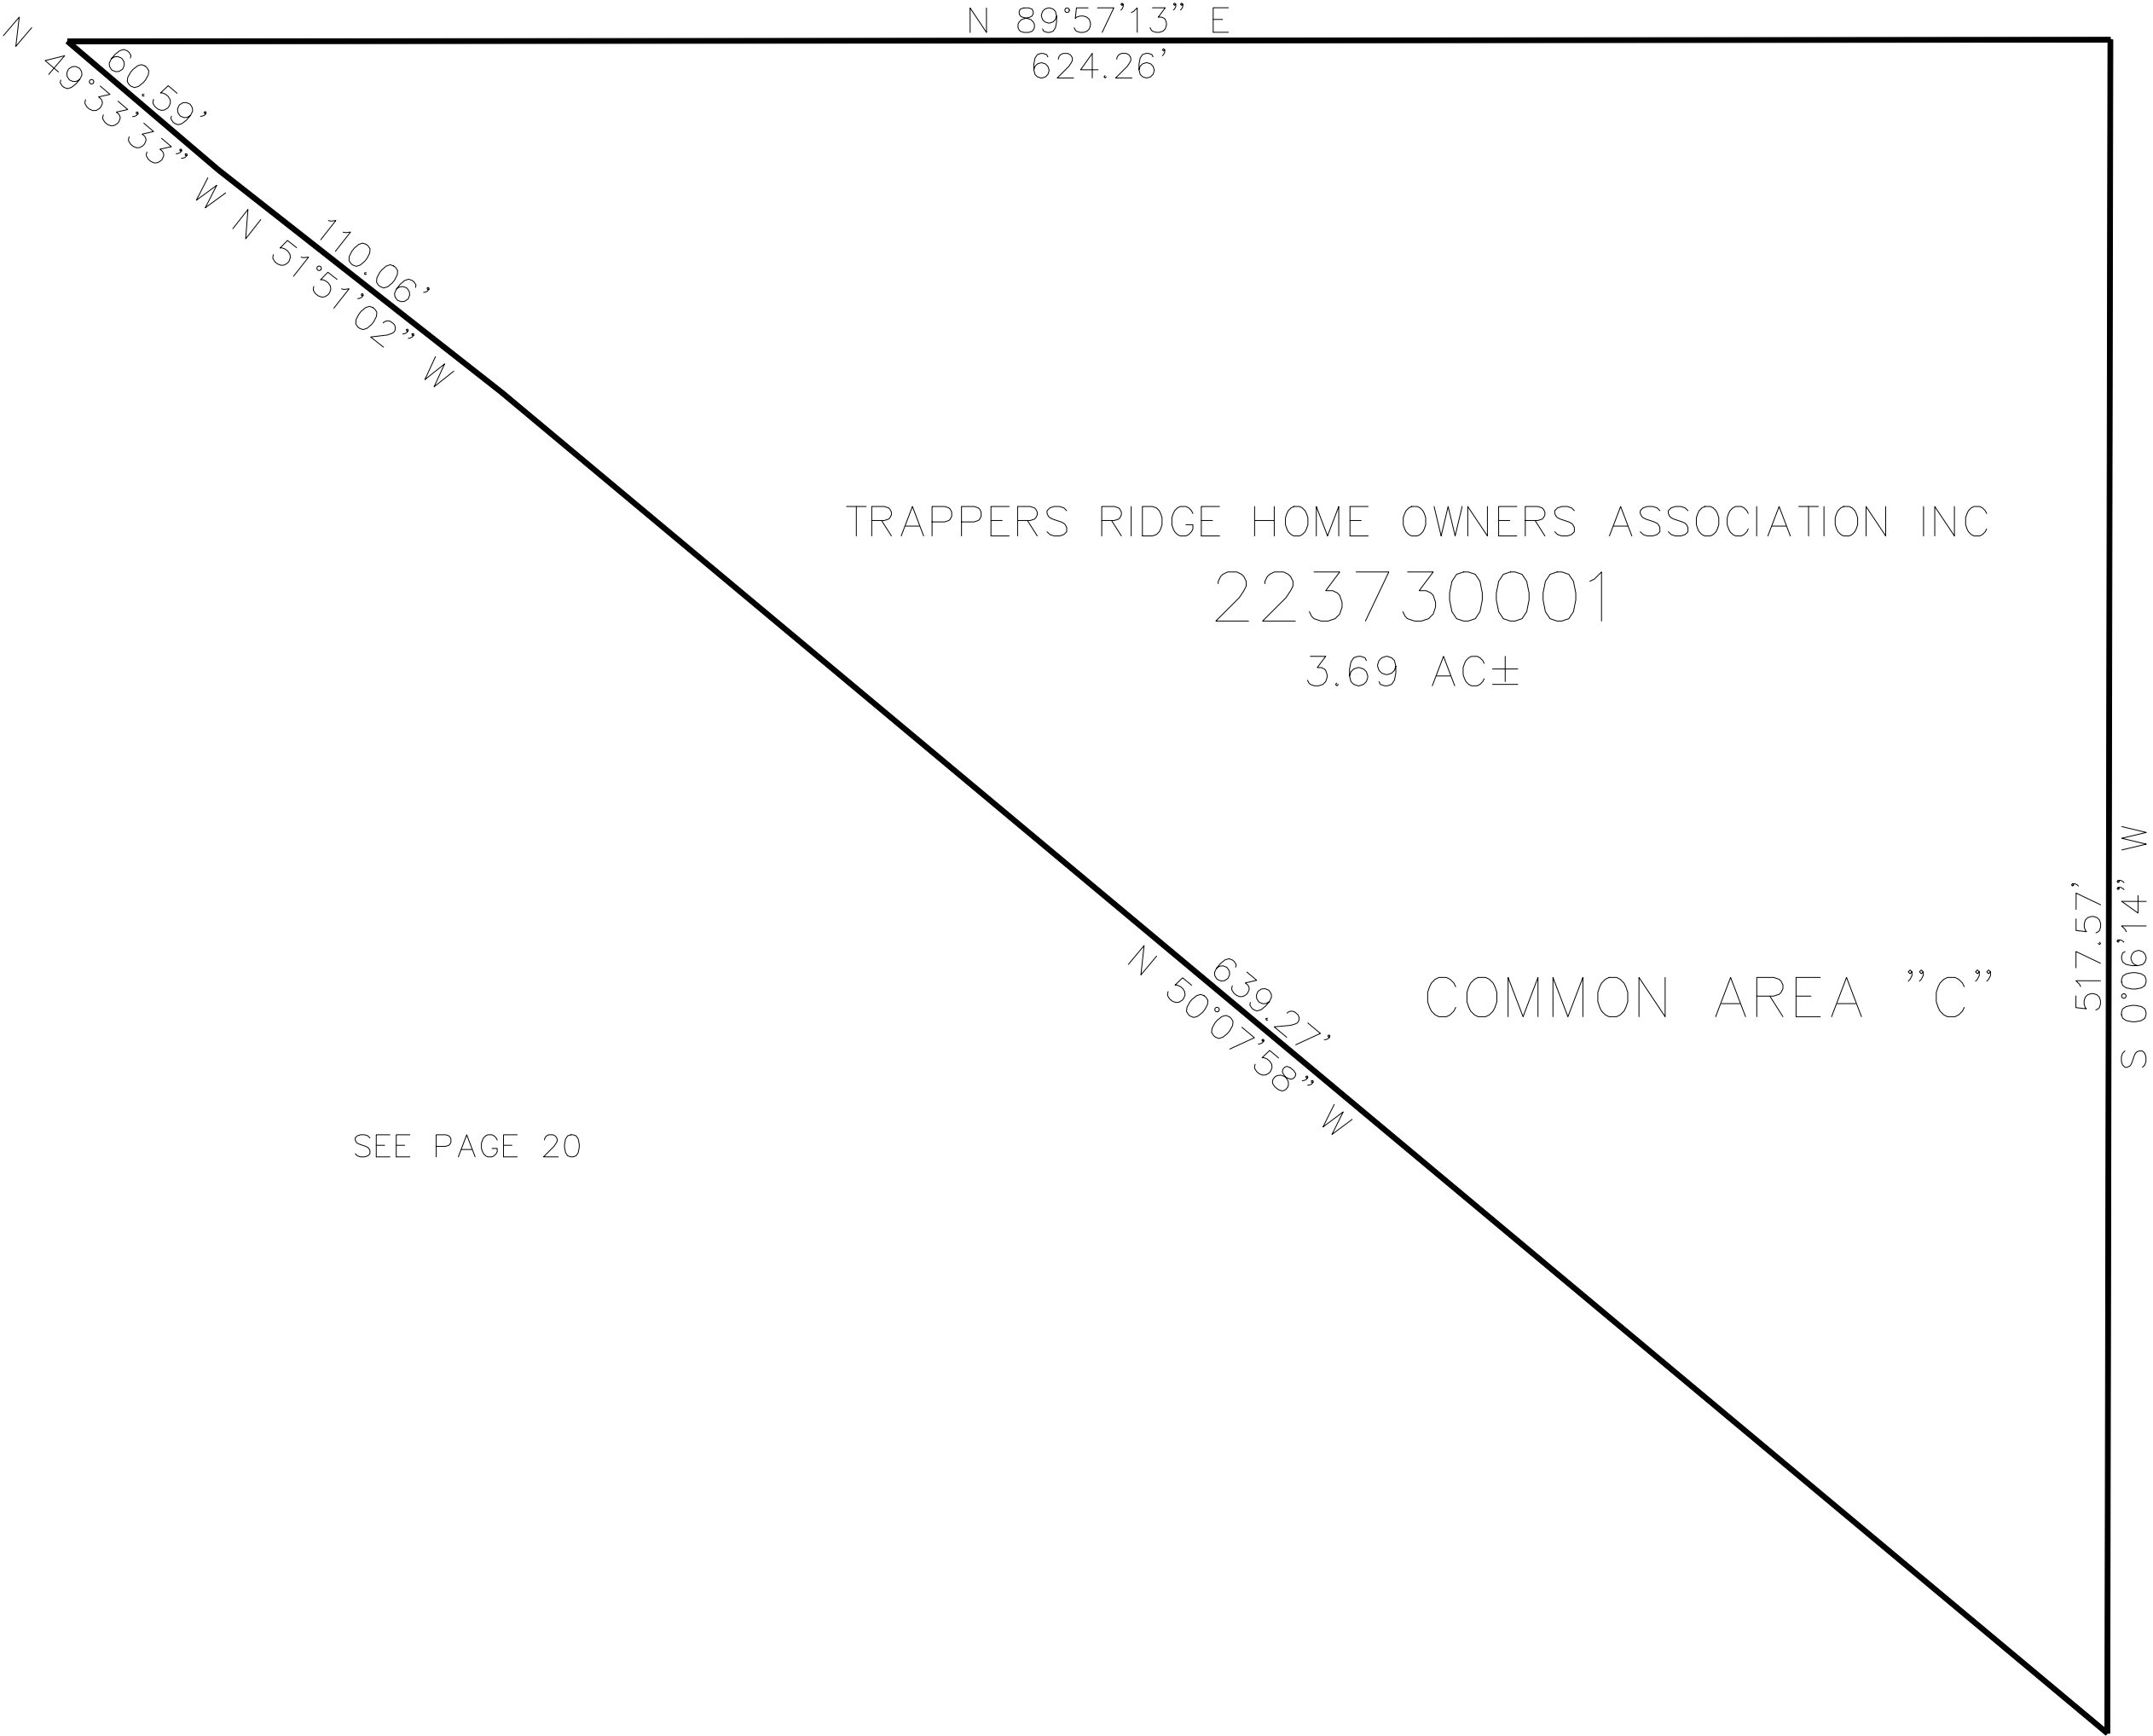 N 89°57'13" E
624.26'
60.59'
N 49°33'33" W
110.06'
N 51°51'02" W
TRAPPERS RIDGE HOME OWNERS ASSOCIATION INC
223730001
3.69 AC±
517.57'
S 0°06'14" W
639.27'
N 50°07'58" W
COMMON AREA "C"
SEE PAGE 20